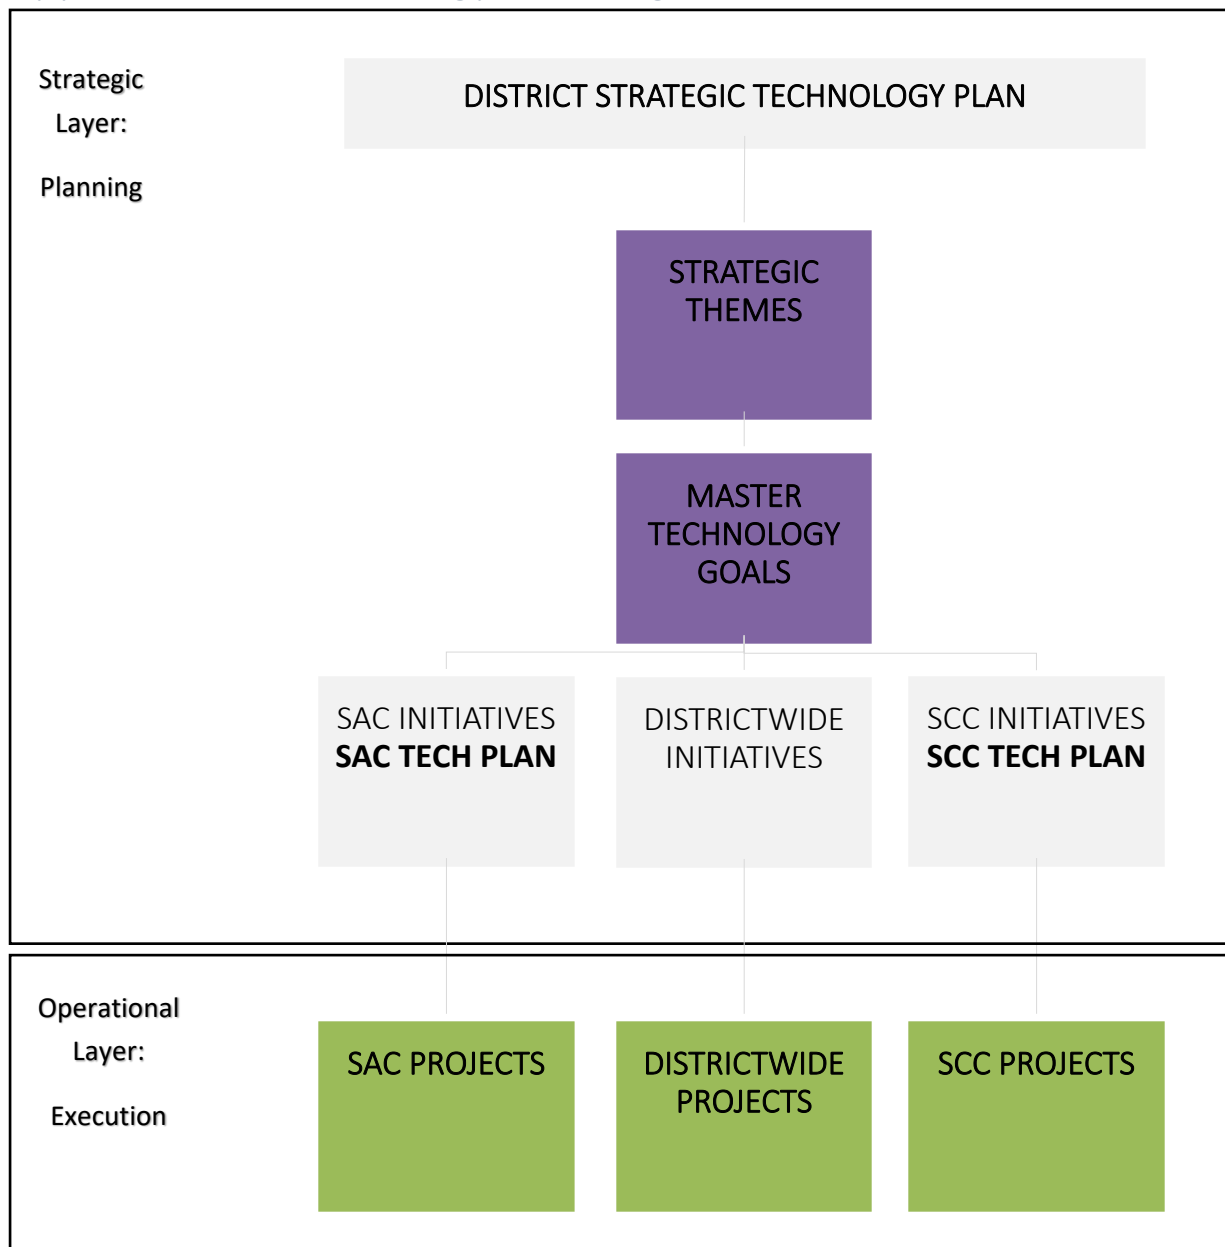 Strategic
Layer:
Planning
DISTRICT STRATEGIC TECHNOLOGY PLAN
STRATEGIC
THEMES
MASTER
TECHNOLOGY
GOALS
SAC INITIATIVES
SAC TECH PLAN
DISTRICTWIDE
INITIATIVES
SCC INITIATIVES
SCC TECH PLAN
Operational
Layer:
Execution
SAC PROJECTS
DISTRICTWIDE
PROJECTS
SCC PROJECTS